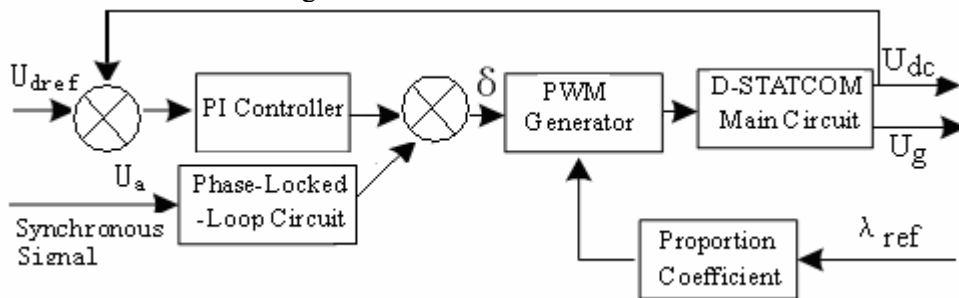 U_dref
PI Controller
δ
PWM
Generator
D-STATCOM
Main Circuit
U_dc
U_g
U_a
Synchronous
Signal
Phase-Locked
-Loop Circuit
Proportion
Coefficient
λ_ref